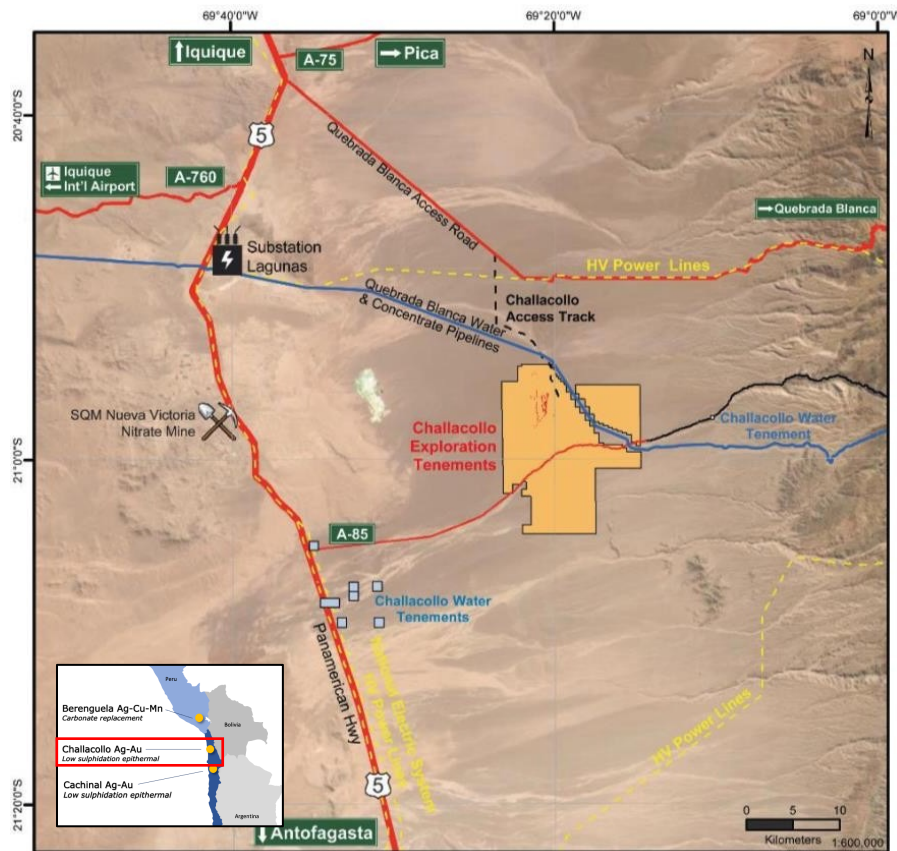 69°40'0"W
69°20'0"W
69°0'0"W
Iquique
A-75
Pica
N
20°40'0"S
5
Quebrada Blanca Access Road
Iquique
Int'l Airport
A-760
Quebrada Blanca
Substation
Lagunas
HV Power Lines
Quebrada Blanca Water
& Concentrate Pipelines
Challacollo
Access Track
SQM Nueva Victoria
Nitrate Mine
Challacollo
Exploration
Tenements
Challacollo Water
Tenement
21°0'0"S
A-85
Challacollo Water
Tenements
Panamerican Hwy
National Electric System
HV Power Lines
HV Power Lines
Peru
Berenguela Ag-Cu-Mn
Carbonate replacement
Bolivia
Challacollo Ag-Au
Low sulphidation epithermal
Cachinal Ag-Au
Low sulphidation epithermal
Argentina
5
21°20'0"S
Antofagasta
0 5 10
Kilometers 1:600,000